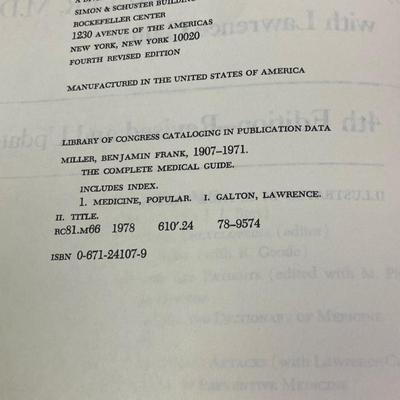 SIMON & SCHUSTER BUILDING
ROCKEFELLER CENTER
1230 AVENUE OF THE AMERICAS
NEW YORK, NEW YORK 10020
FOURTH REVISED EDITION
MANUFACTURED IN THE UNITED STATES OF AMERICA
LIBRARY OF CONGRESS CATALOGING IN PUBLICATION DATA
MILLER, BENJAMIN FRANK, 1907-1971.
THE COMPLETE MEDICAL GUIDE.
INCLUDES INDEX.
1. MEDICINE, POPULAR. I. GALTON, LAWRENCE.
II. TITLE.
RC81.M66 1978 610'.24 78-9574
ISBN 0-671-24107-9